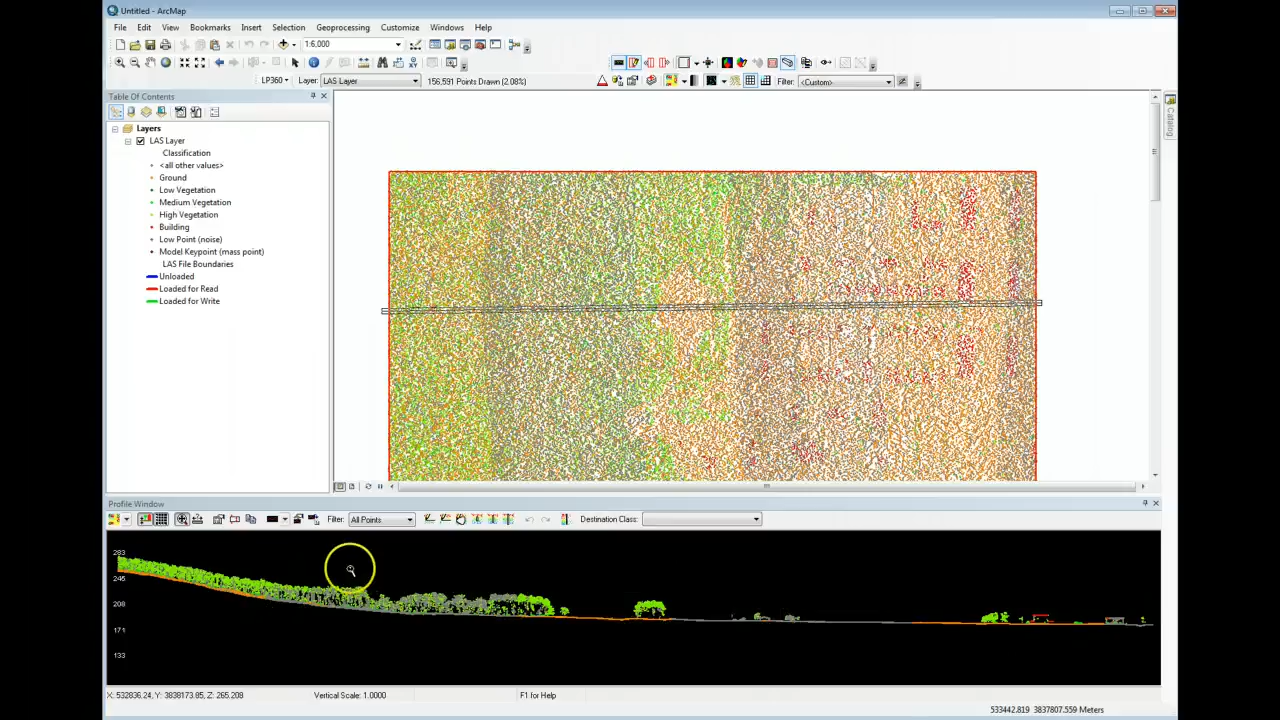 Untitled - ArcMap
File Edit View Bookmarks Insert Selection Geoprocessing Customize Windows Help
1:6,000
LP360 Layer: LAS Layer 156,591 Points Drawn (2.08%) Filter: <Custom>
Table Of Contents
Catalog
Layers
LAS Layer
Classification
<all other values>
Ground
Low Vegetation
Medium Vegetation
High Vegetation
Building
Low Point (noise)
Model Keypoint (mass point)
LAS File Boundaries
Unloaded
Loaded for Read
Loaded for Write
Profile Window
Filter: All Points Destination Class:
283
246
208
171
133
X: 532836.24, Y: 3838173.85, Z: 265.208 Vertical Scale: 1.0000 F1 for Help
533442.819 3837807.559 Meters